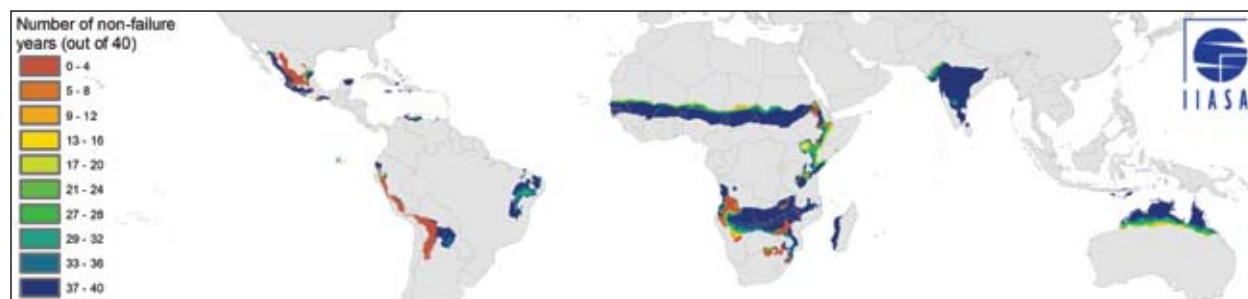 Number of non-failure
years (out of 40)
0 - 4
5 - 8
9 - 12
13 - 16
17 - 20
21 - 24
27 - 28
29 - 32
33 - 36
37 - 40
IIASA